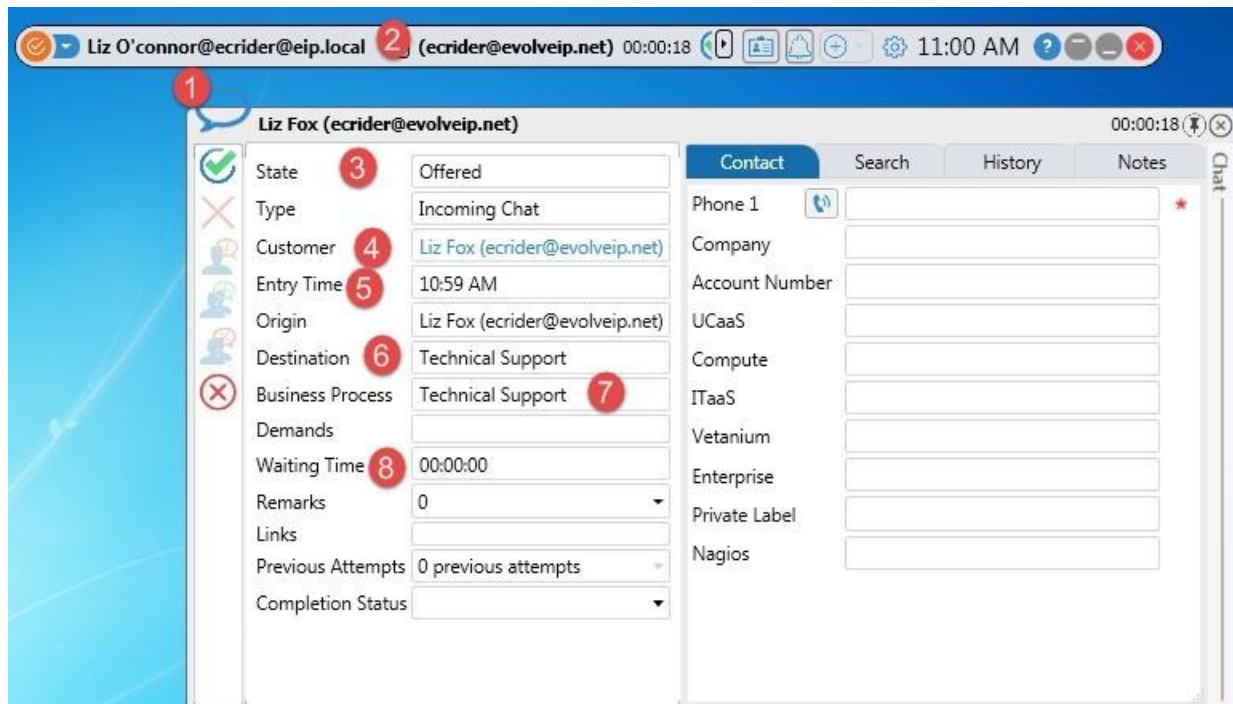 Liz O'connor@ecrider@eip.local 2 (ecrider@evolveip.net) 00:00:18 11:00 AM ?
1
Liz Fox (ecrider@evolveip.net) 00:00:18
State 3 Offered
Type Incoming Chat
Customer 4 Liz Fox (ecrider@evolveip.net)
Entry Time 5 10:59 AM
Origin Liz Fox (ecrider@evolveip.net)
Destination 6 Technical Support
Business Process Technical Support 7
Demands
Waiting Time 8 00:00:00
Remarks 0
Links
Previous Attempts 0 previous attempts
Completion Status
Contact Search History Notes
Phone 1 *
Company
Account Number
UCaaS
Compute
ITaaS
Vetanium
Enterprise
Private Label
Nagios
Chat